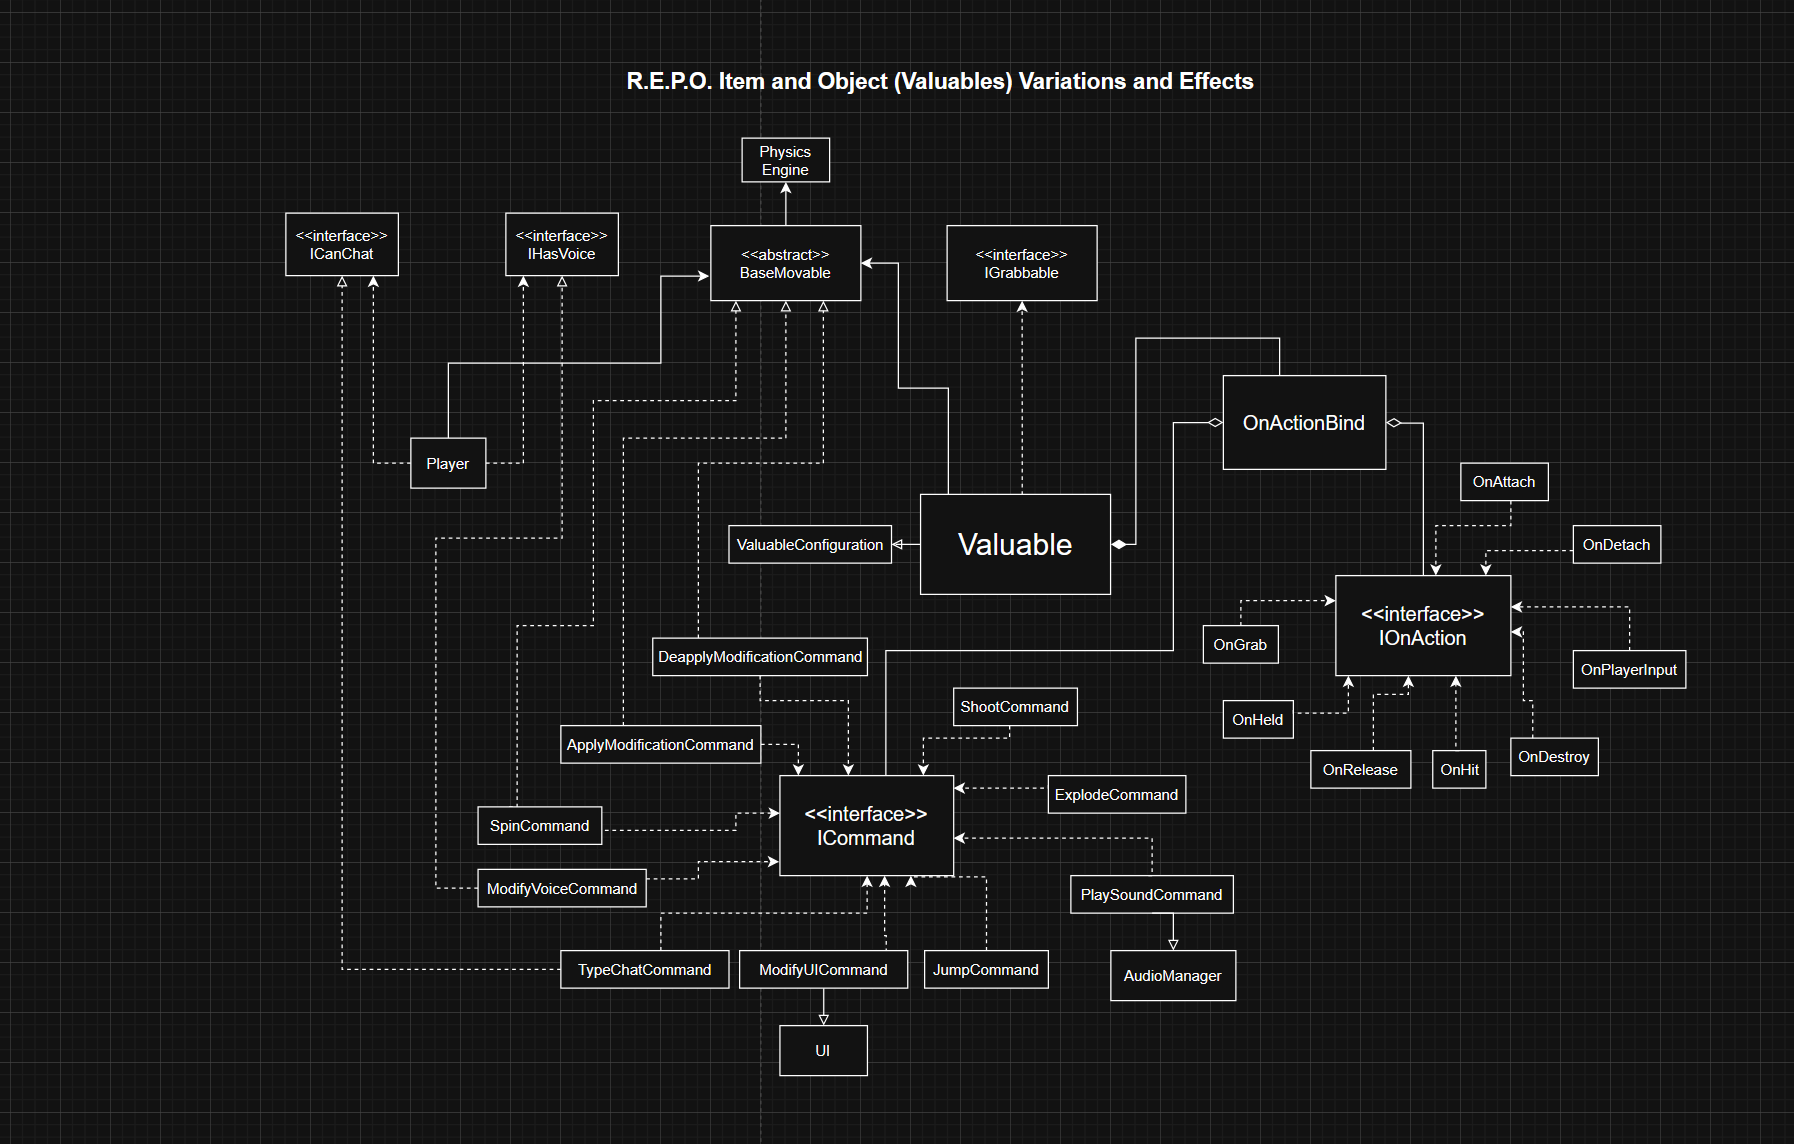 R.E.P.O. Item and Object (Valuables) Variations and Effects
Physics
Engine
<<interface>>
ICanChat
<<interface>>
IHasVoice
<<abstract>>
BaseMovable
<<interface>>
IGrabbable
OnActionBind
Player
OnAttach
ValuableConfiguration
Valuable
OnDetach
<<interface>>
IOnAction
OnGrab
DeapplyModificationCommand
OnPlayerInput
ShootCommand
OnHeld
ApplyModificationCommand
OnRelease
OnHit
OnDestroy
ExplodeCommand
<<interface>>
ICommand
SpinCommand
ModifyVoiceCommand
PlaySoundCommand
TypeChatCommand
ModifyUICommand
JumpCommand
AudioManager
UI